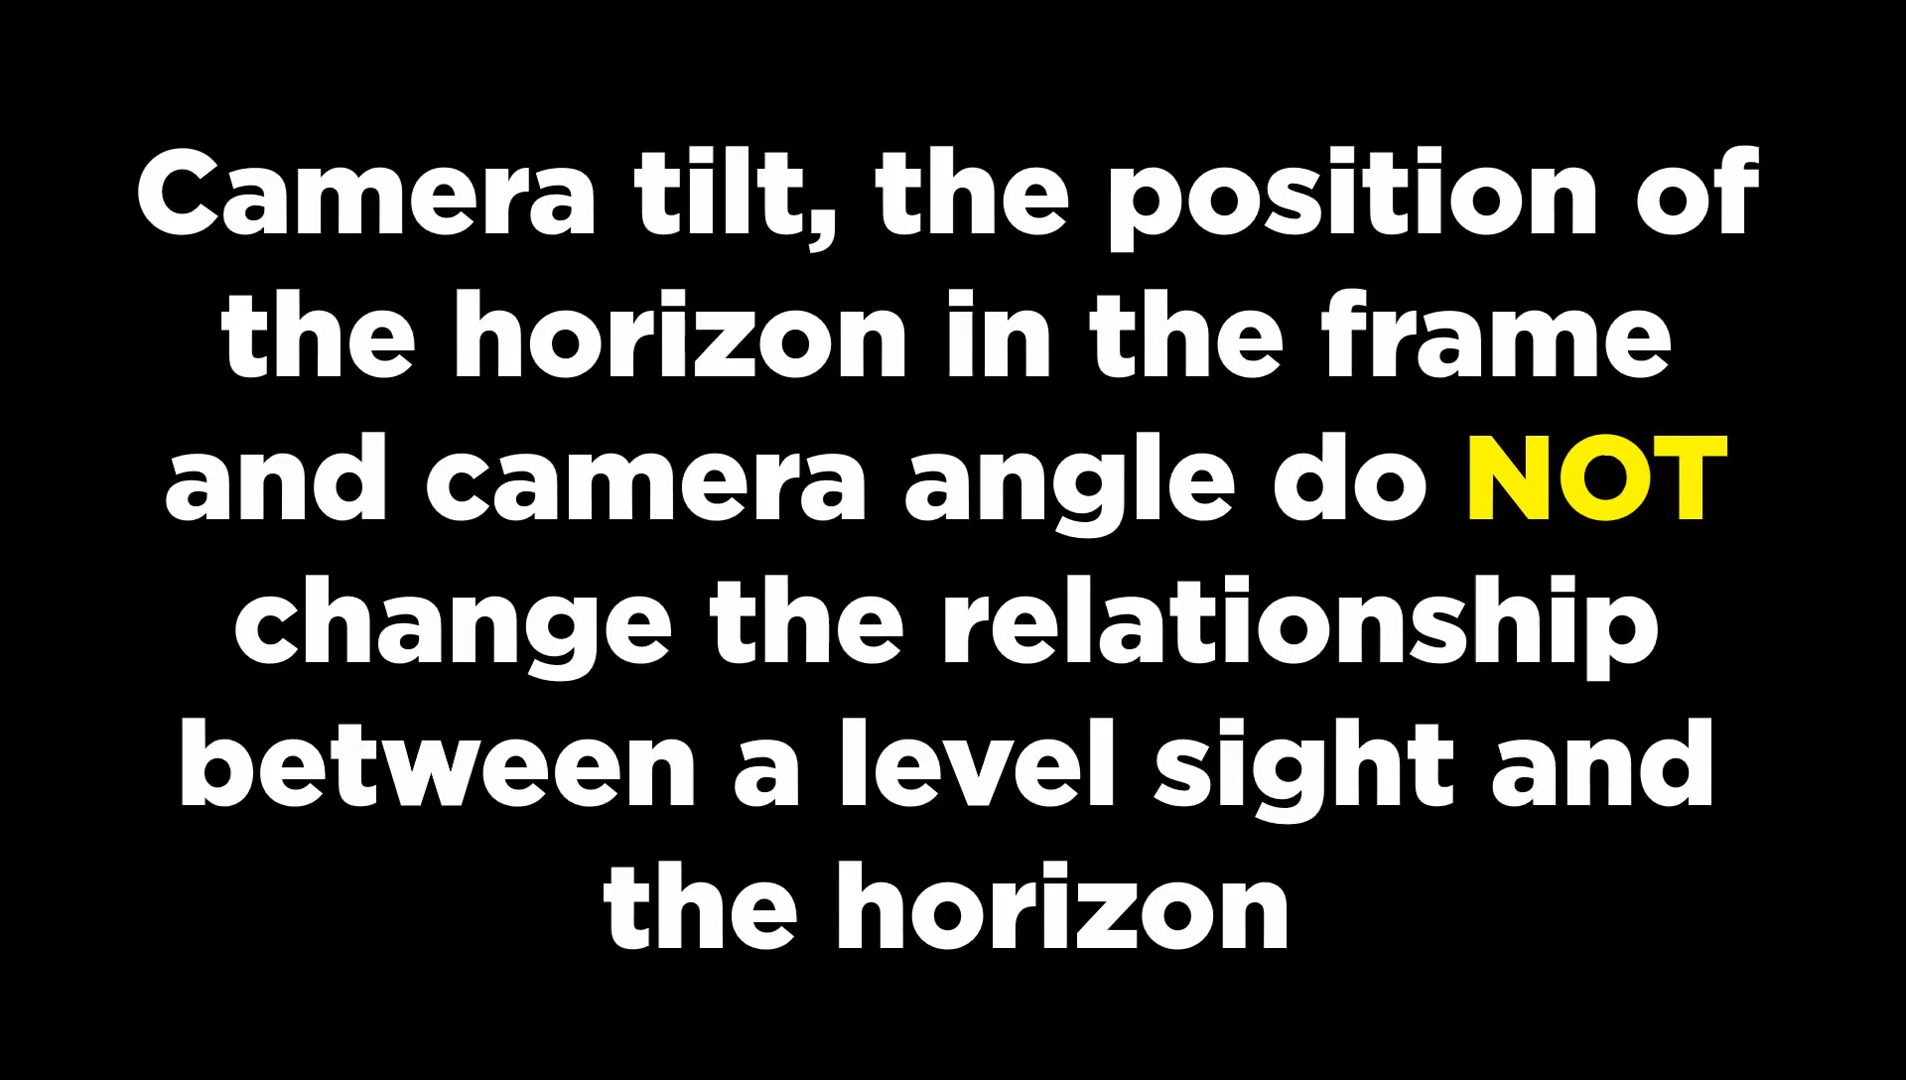 Camera tilt, the position of
the horizon in the frame
and camera angle do NOT
change the relationship
between a level sight and
the horizon